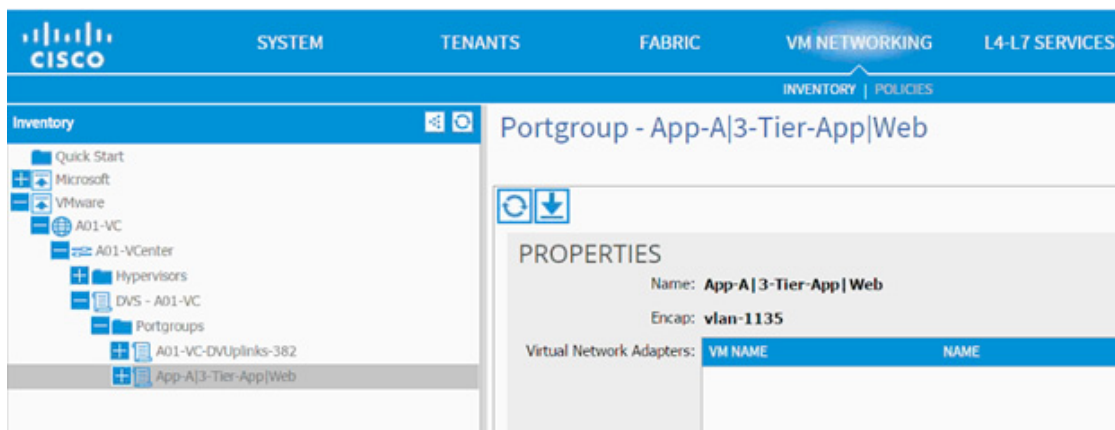 CISCO
SYSTEM TENANTS FABRIC VM NETWORKING L4-L7 SERVICES
INVENTORY | POLICIES
Inventory
Quick Start
Microsoft
VMware
A01-VC
A01-VCenter
Hypervisors
DVS - A01-VC
Portgroups
A01-VC-DVUplinks-382
App-A|3-Tier-App|Web
Portgroup - App-A|3-Tier-App|Web
PROPERTIES
Name: App-A|3-Tier-App|Web
Encap: vlan-1135
Virtual Network Adapters: VM NAME NAME